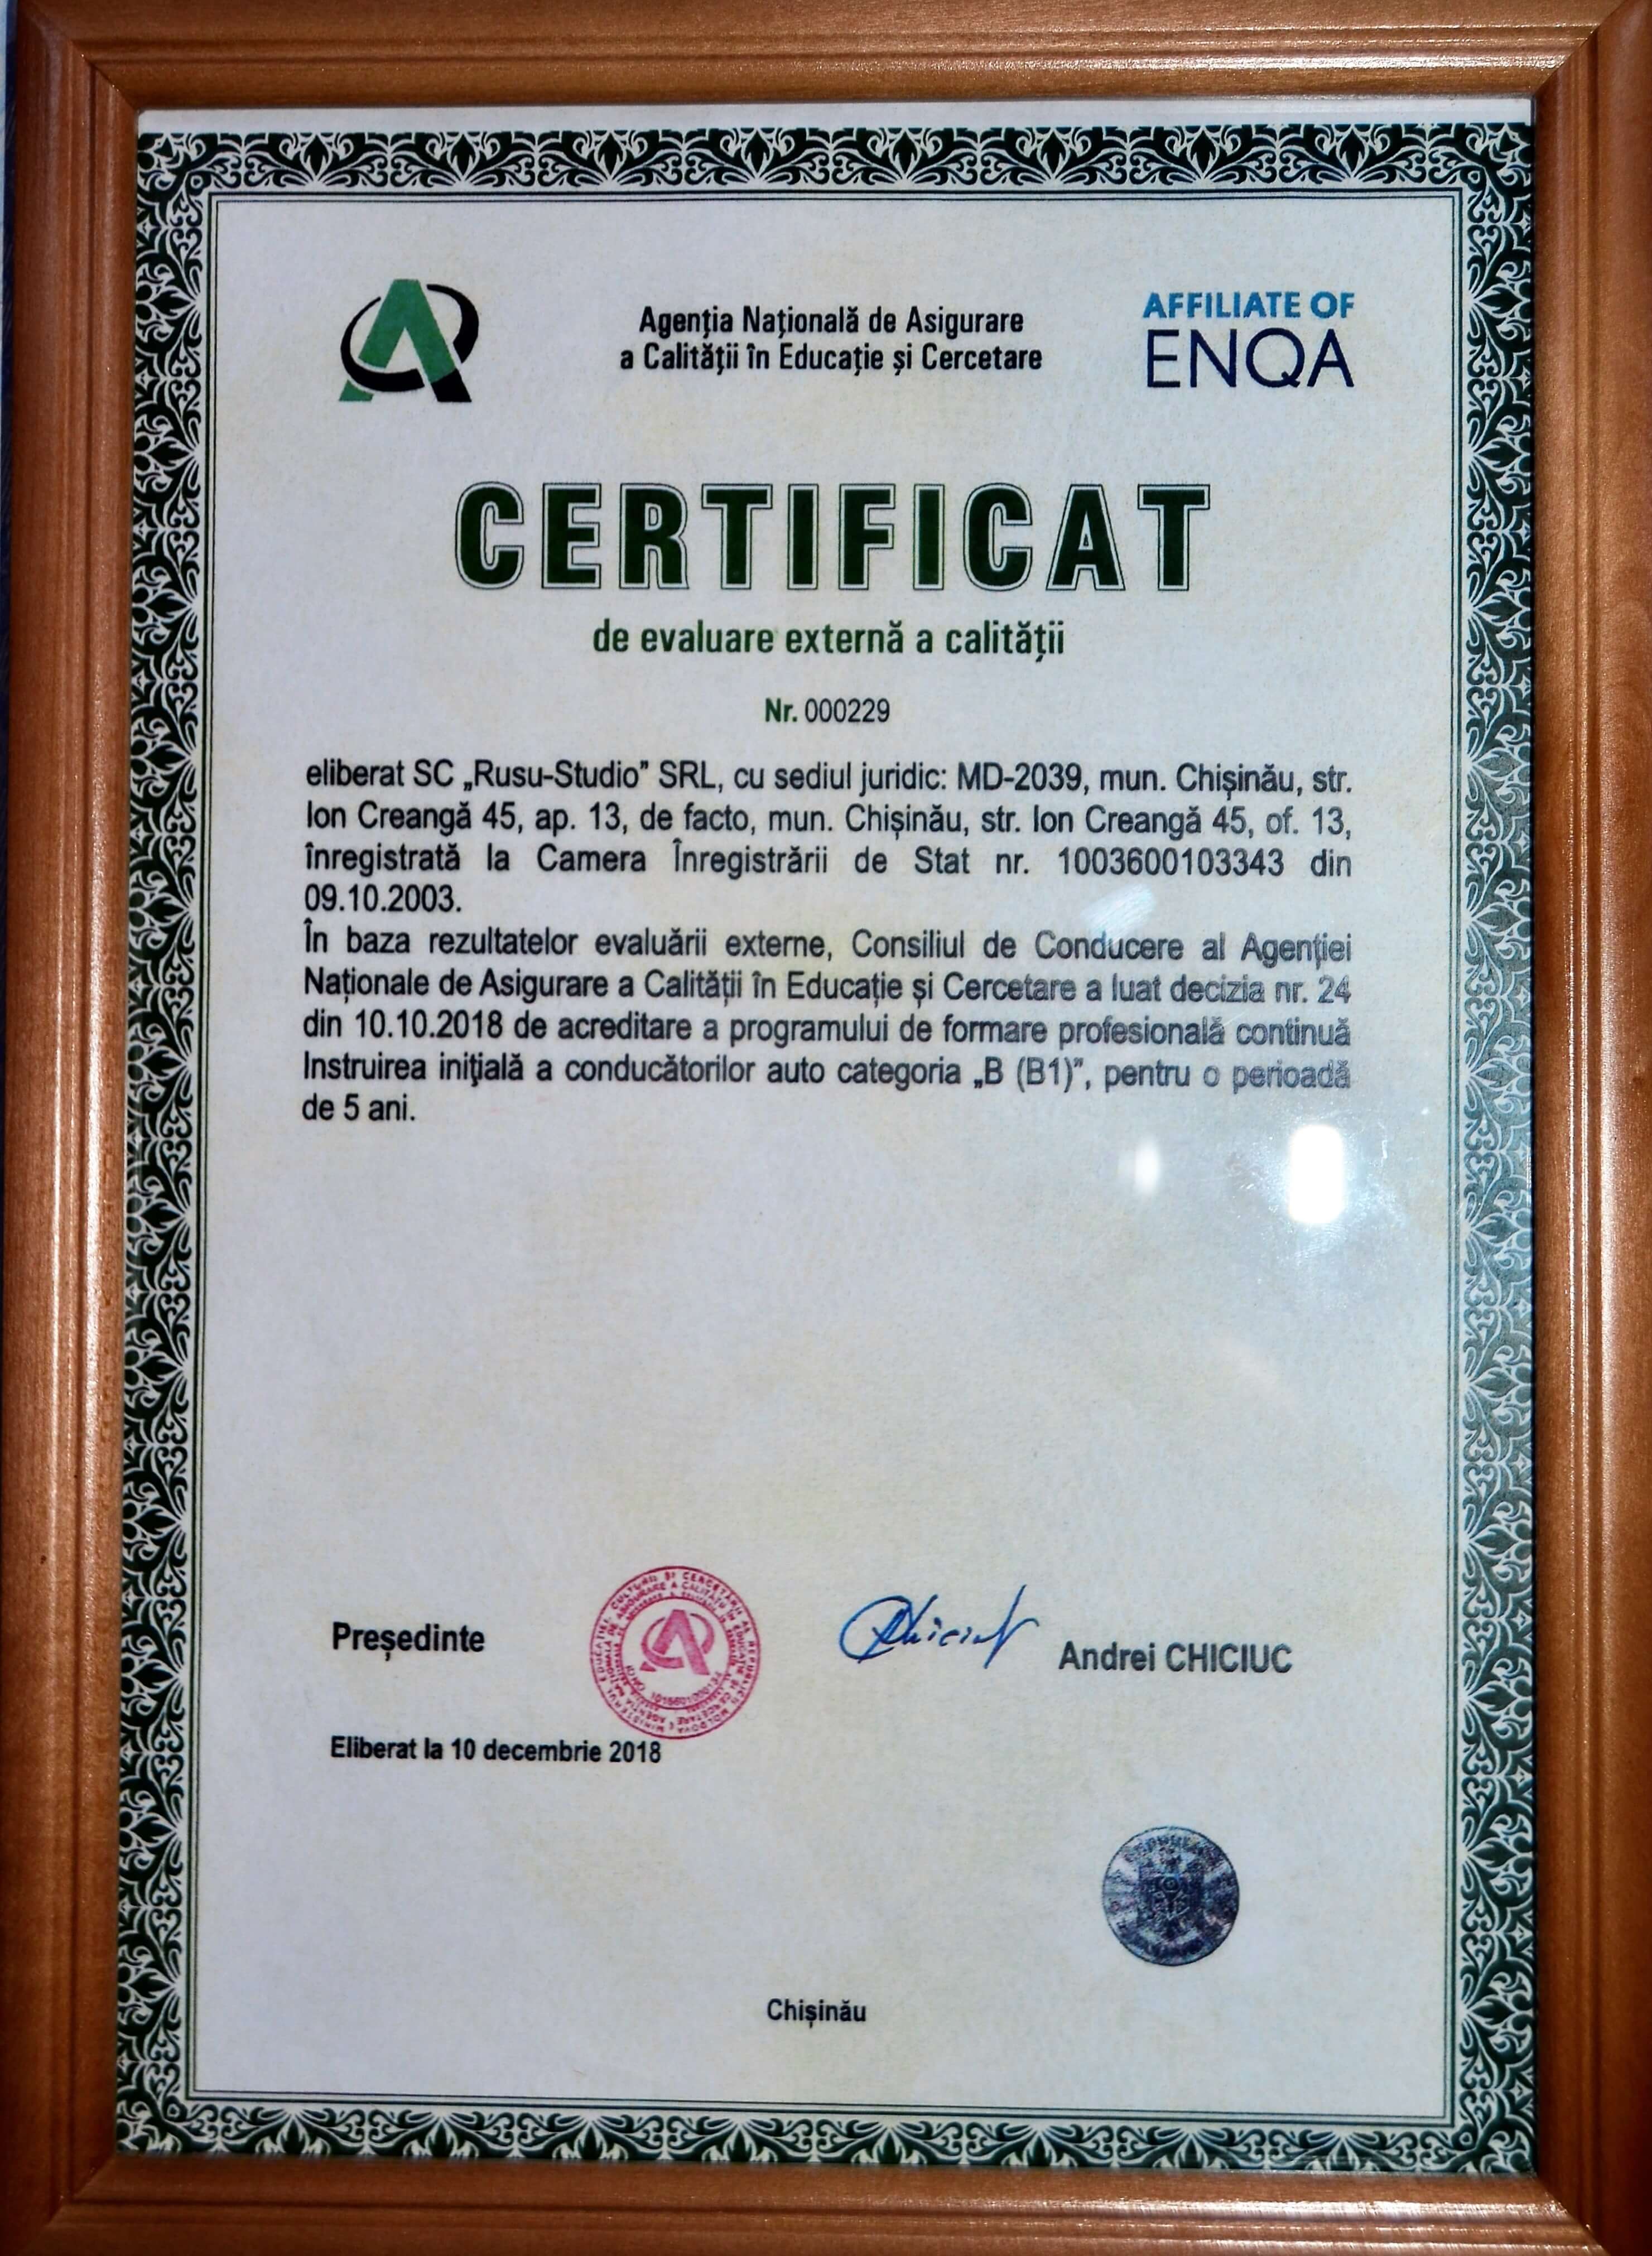 Agenția Națională de Asigurare
a Calității în Educație și Cercetare
AFFILIATE OF
ENQA
CERTIFICAT
de evaluare externă a calității
Nr. 000229
eliberat SC „Rusu-Studio” SRL, cu sediul juridic: MD-2039, mun. Chișinău, str.
Ion Creangă 45, ap. 13, de facto, mun. Chișinău, str. Ion Creangă 45, of. 13,
înregistrată la Camera Înregistrării de Stat nr. 1003600103343 din
09.10.2003.
În baza rezultatelor evaluării externe, Consiliul de Conducere al Agenției
Naționale de Asigurare a Calității în Educație și Cercetare a luat decizia nr. 24
din 10.10.2018 de acreditare a programului de formare profesională continuă
Instruirea inițială a conducătorilor auto categoria „B (B1)”, pentru o perioadă
de 5 ani.
Președinte
Andrei CHICIUC
Eliberat la 10 decembrie 2018
Chișinău